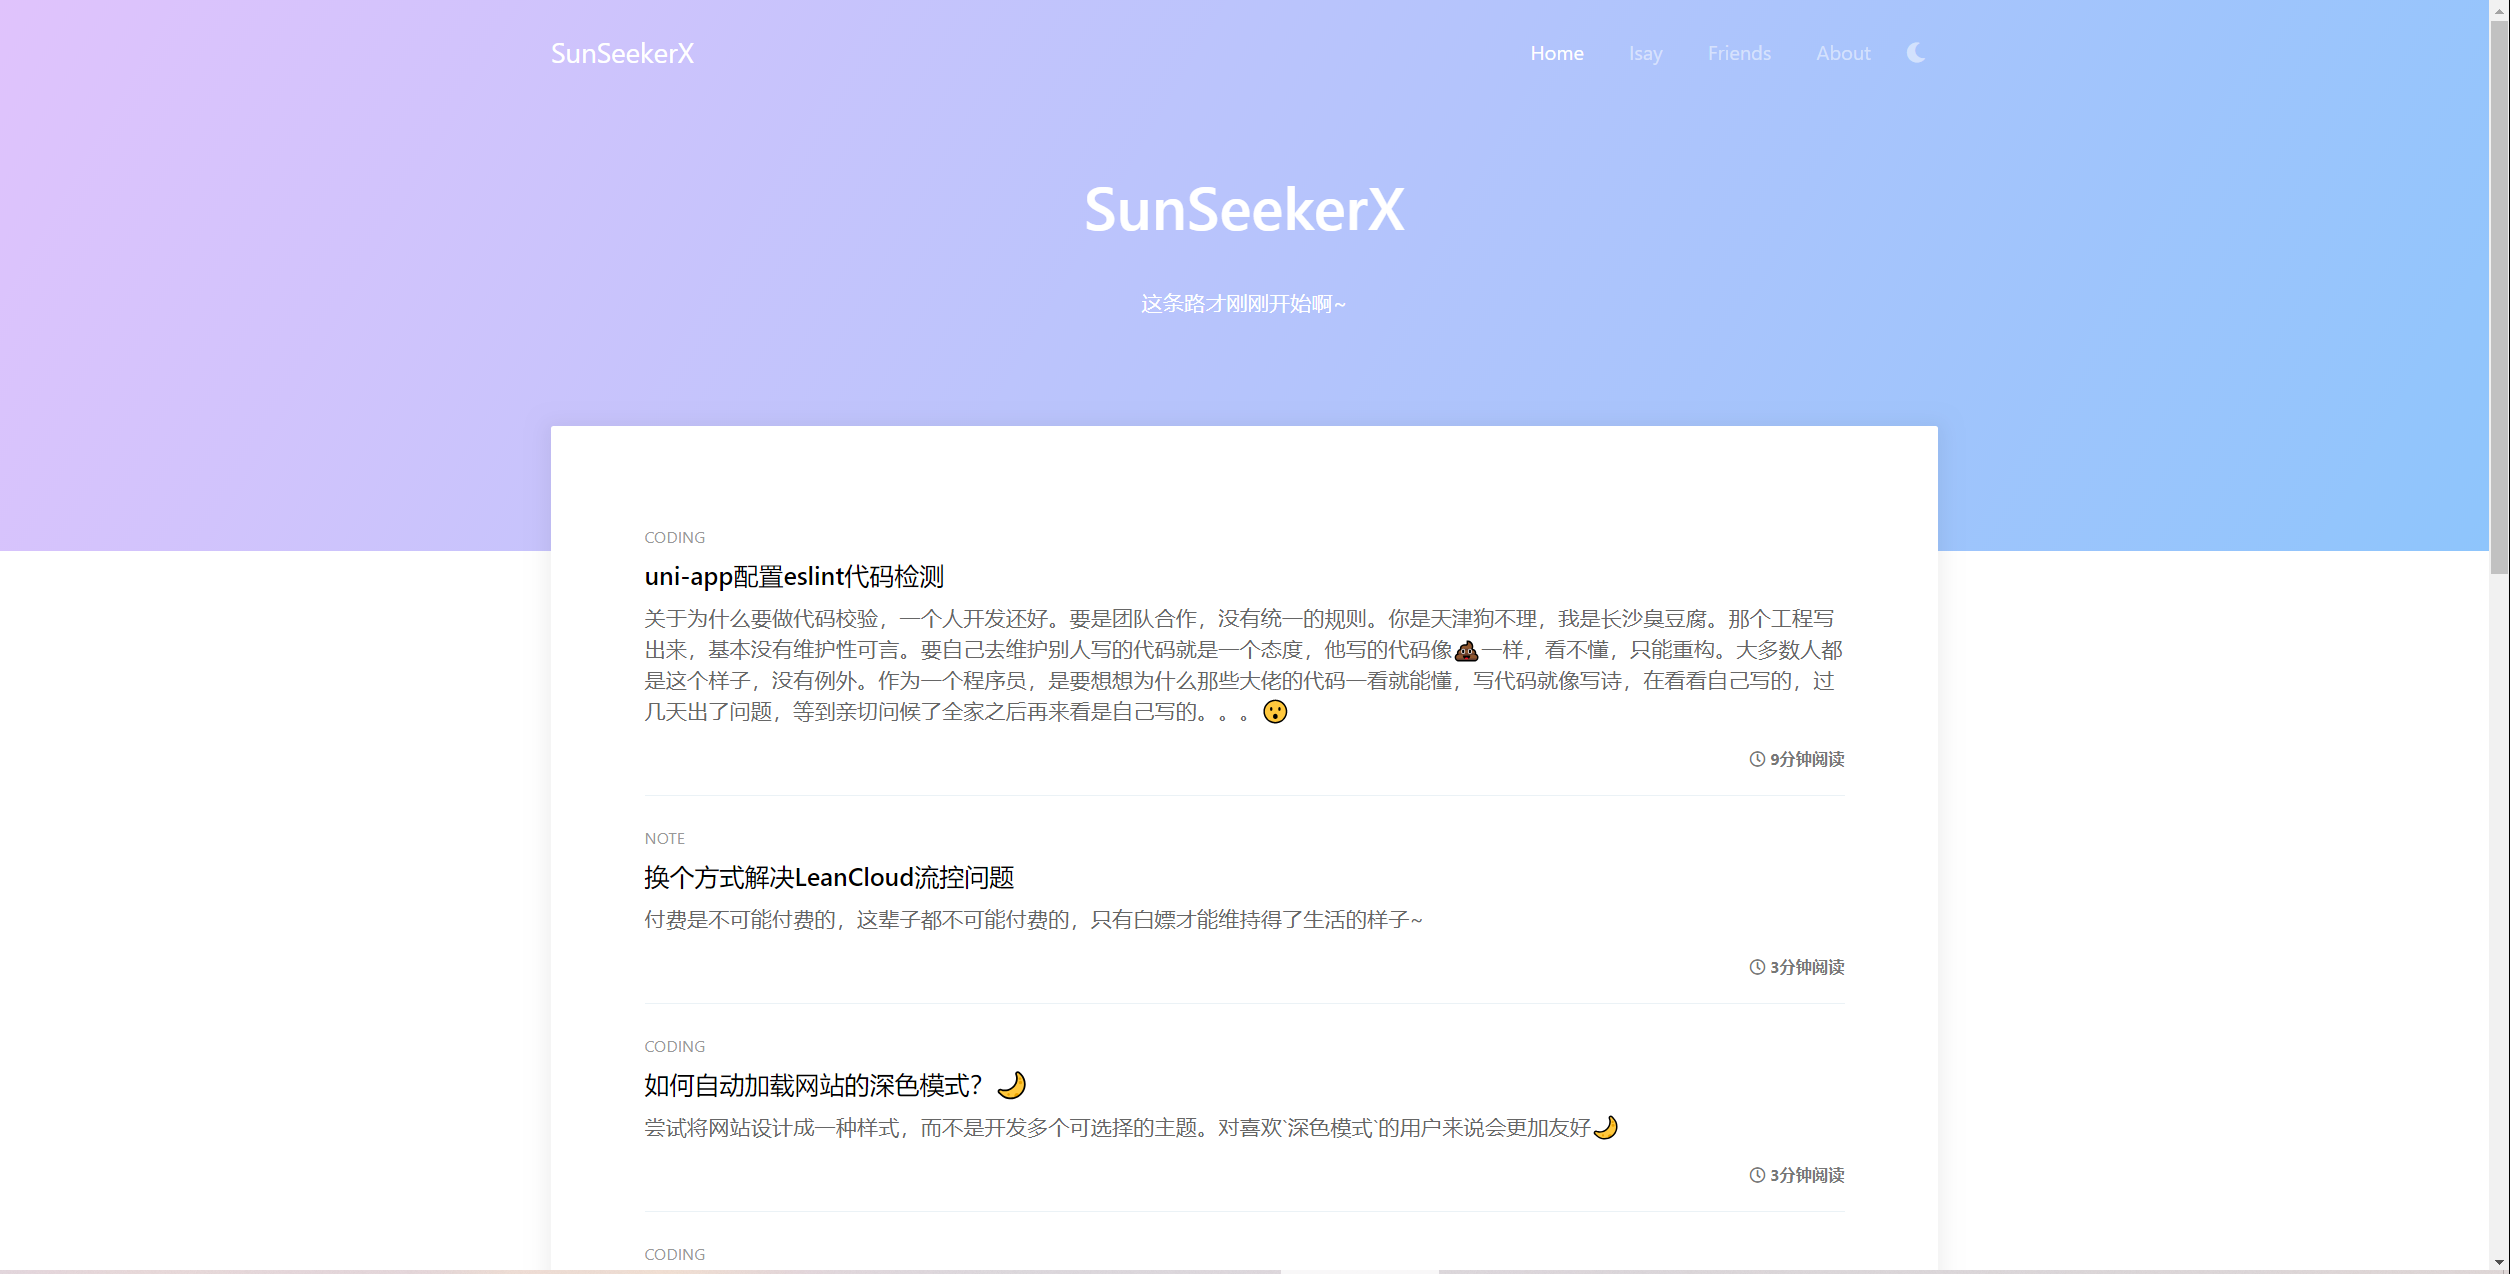 SunSeekerX
Home Isay Friends About
SunSeekerX
这条路才刚刚开始啊~
CODING
uni-app配置eslint代码检测
关于为什么要做代码校验，一个人开发还好。要是团队合作，没有统一的规则。你是天津狗不理，我是长沙臭豆腐。那个工程写
出来，基本没有维护性可言。要自己去维护别人写的代码就是一个态度，他写的代码像💩一样，看不懂，只能重构。大多数人都
是这个样子，没有例外。作为一个程序员，是要想想为什么那些大佬的代码一看就能懂，写代码就像写诗，在看看自己写的，过
几天出了问题，等到亲切问候了全家之后再来看是自己写的。。。😮
9分钟阅读
NOTE
换个方式解决LeanCloud流控问题
付费是不可能付费的，这辈子都不可能付费的，只有白嫖才能维持得了生活的样子~
3分钟阅读
CODING
如何自动加载网站的深色模式？🌙
尝试将网站设计成一种样式，而不是开发多个可选择的主题。对喜欢`深色模式`的用户来说会更加友好🌙
3分钟阅读
CODING